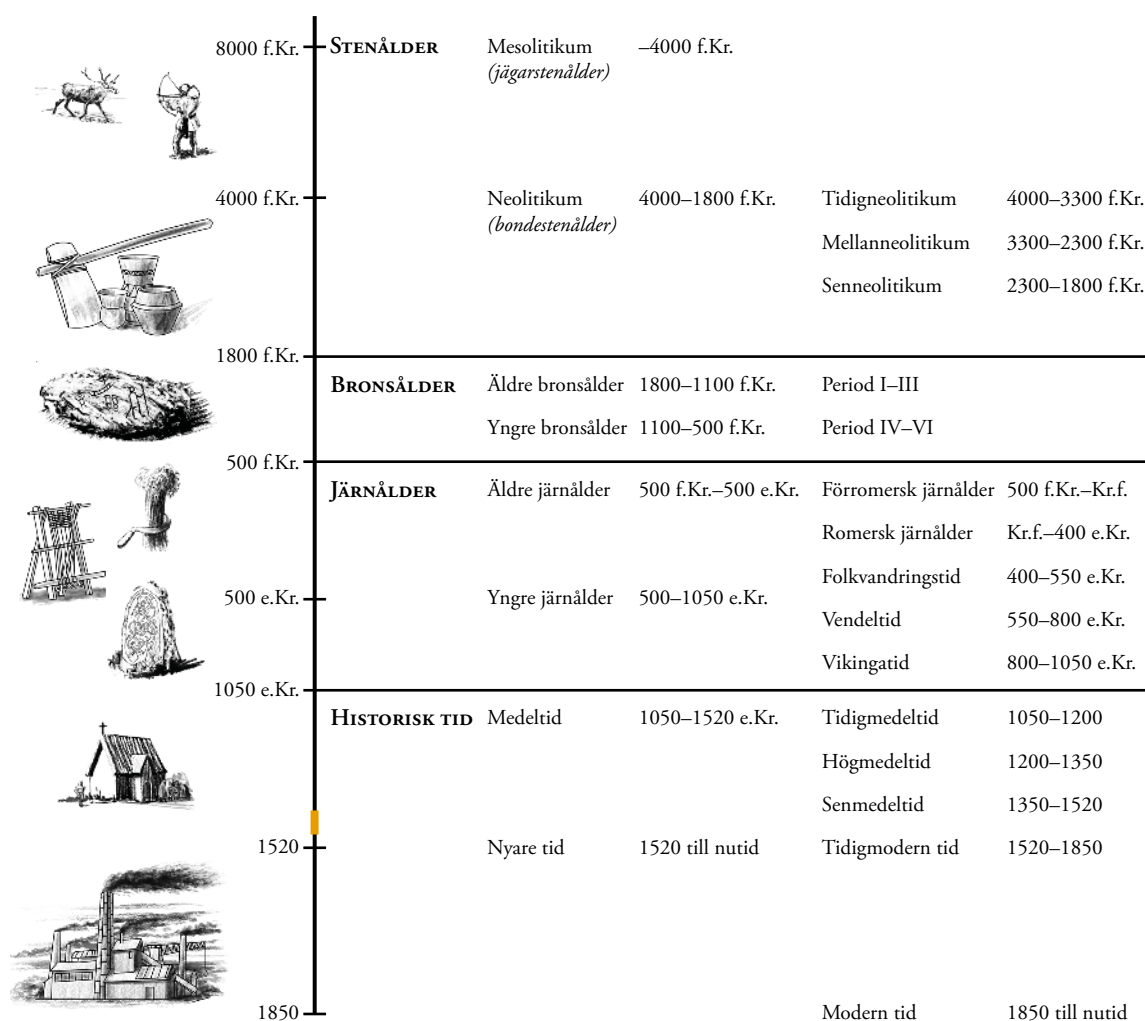 8000 f.Kr. STENÅLDER Mesolitikum –4000 f.Kr.
(jägarstenålder)
4000 f.Kr. Neolitikum 4000–1800 f.Kr. Tidigneolitikum 4000–3300 f.Kr.
(bondestenålder)
Mellanneolitikum 3300–2300 f.Kr.
Senneolitikum 2300–1800 f.Kr.
1800 f.Kr.
BRONSÅLDER Äldre bronsålder 1800–1100 f.Kr. Period I–III
Yngre bronsålder 1100–500 f.Kr. Period IV–VI
500 f.Kr.
JÄRNÅLDER Äldre järnålder 500 f.Kr.–500 e.Kr. Förromersk järnålder 500 f.Kr.–Kr.f.
Romersk järnålder Kr.f.–400 e.Kr.
Folkvandringstid 400–550 e.Kr.
500 e.Kr. Yngre järnålder 500–1050 e.Kr.
Vendeltid 550–800 e.Kr.
Vikingatid 800–1050 e.Kr.
1050 e.Kr.
HISTORISK TID Medeltid 1050–1520 e.Kr. Tidigmedeltid 1050–1200
Högmedeltid 1200–1350
Senmedeltid 1350–1520
1520 Nyare tid 1520 till nutid Tidigmodern tid 1520–1850
1850 Modern tid 1850 till nutid